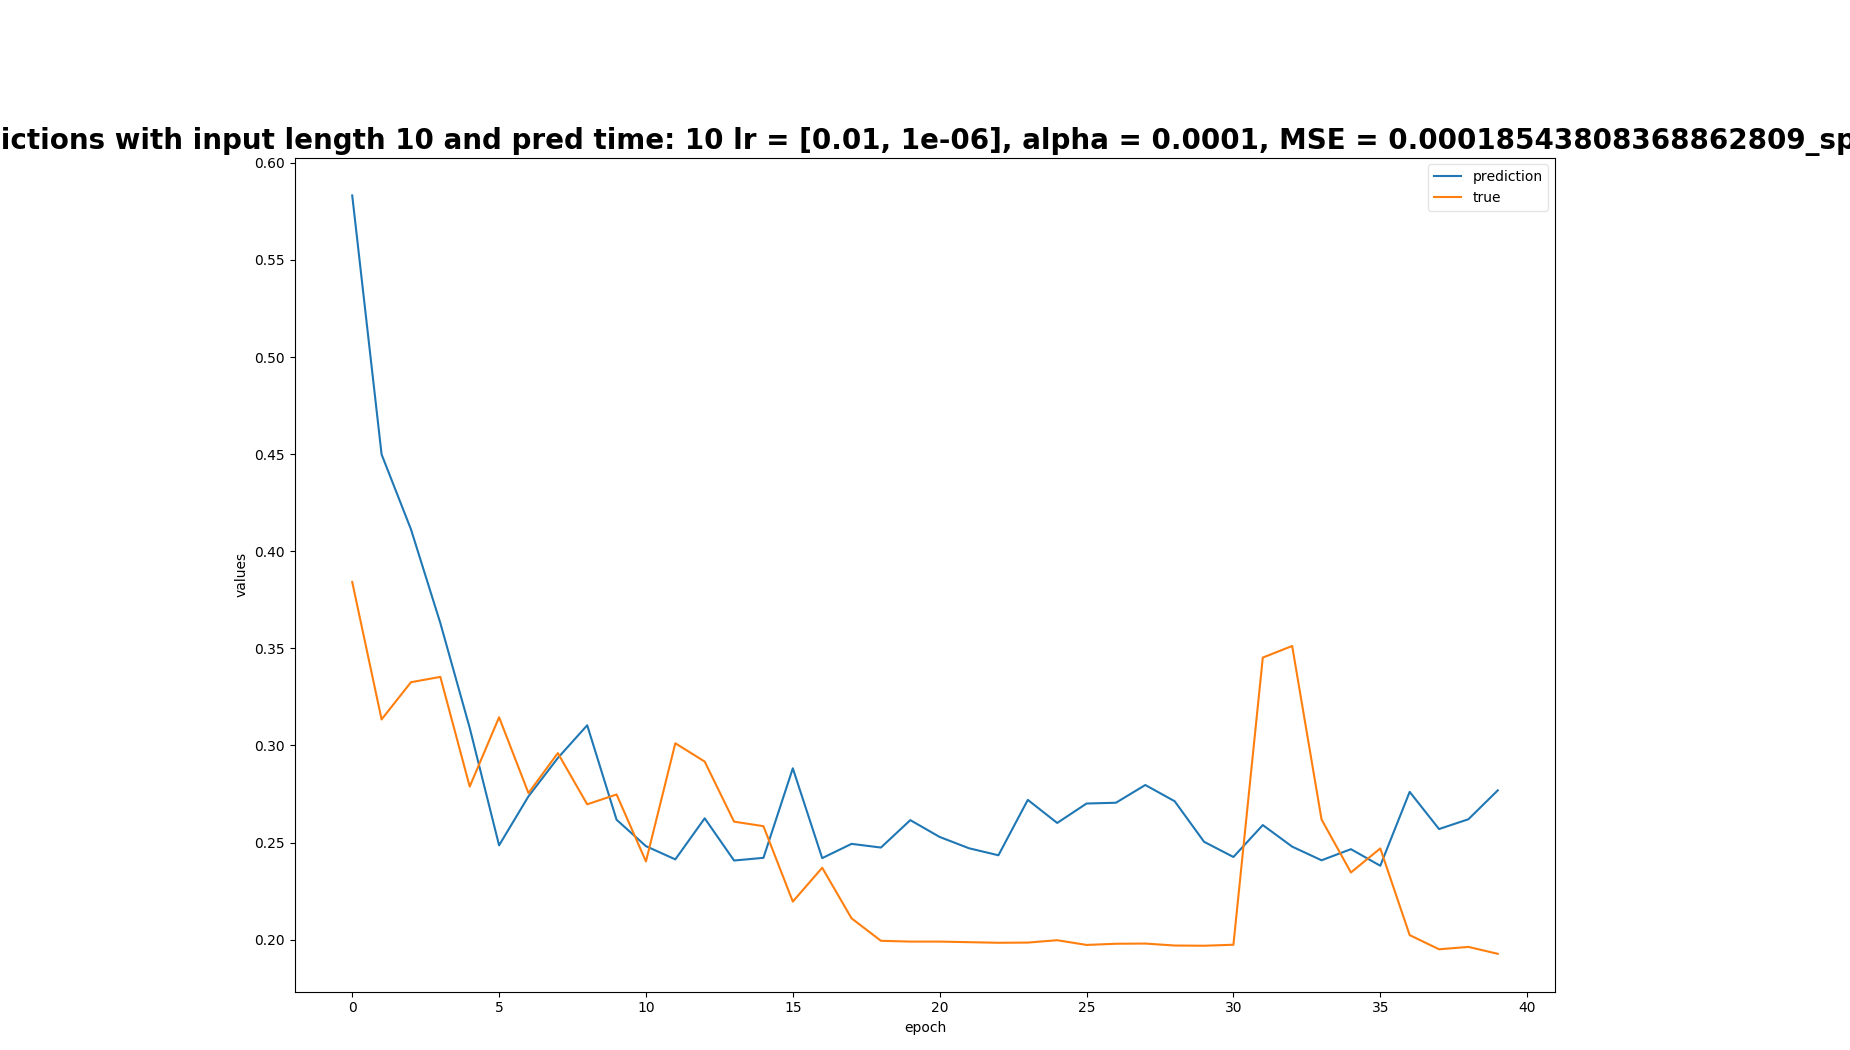 ictions with input length 10 and pred time: 10 lr = [0.01, 1e-06], alpha = 0.0001, MSE = 0.00018543808368862809_sp
prediction
true
0.60
0.55
0.50
0.45
0.40
0.35
0.30
0.25
0.20
values
0 5 10 15 20 25 30 35 40
epoch